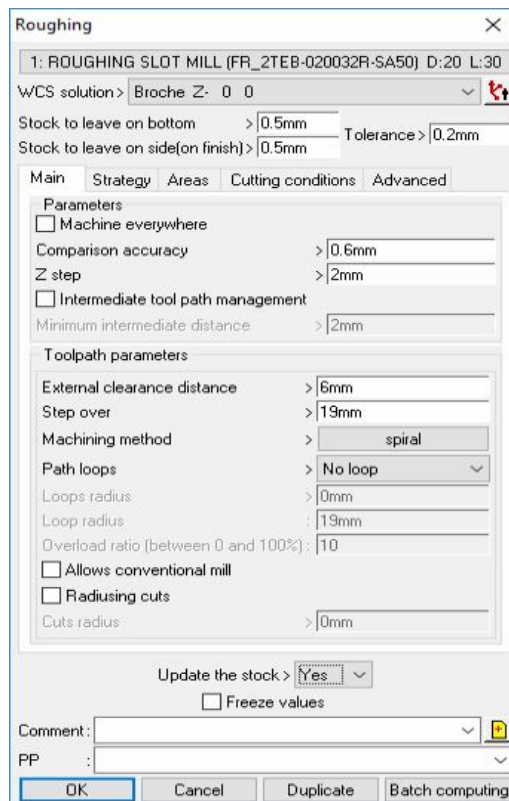 Roughing
1: ROUGHING SLOT MILL (FR_2TEB-020032R-SA50) D:20 L:30
WCS solution > Broche Z- 0 0
Stock to leave on bottom > 0.5mm
Tolerance > 0.2mm
Stock to leave on side(on finish) > 0.5mm
Main Strategy Areas Cutting conditions Advanced
Parameters
Machine everywhere
Comparison accuracy > 0.6mm
Z step > 2mm
Intermediate tool path management
Minimum intermediate distance > 2mm
Toolpath parameters
External clearance distance > 6mm
Step over > 19mm
Machining method > spiral
Path loops > No loop
Loops radius > 0mm
Loop radius : 19mm
Overload ratio (between 0 and 100%) : 10
Allows conventional mill
Radiusing cuts
Cuts radius > 0mm
Update the stock > Yes
Freeze values
Comment :
PP :
OK Cancel Duplicate Batch computing